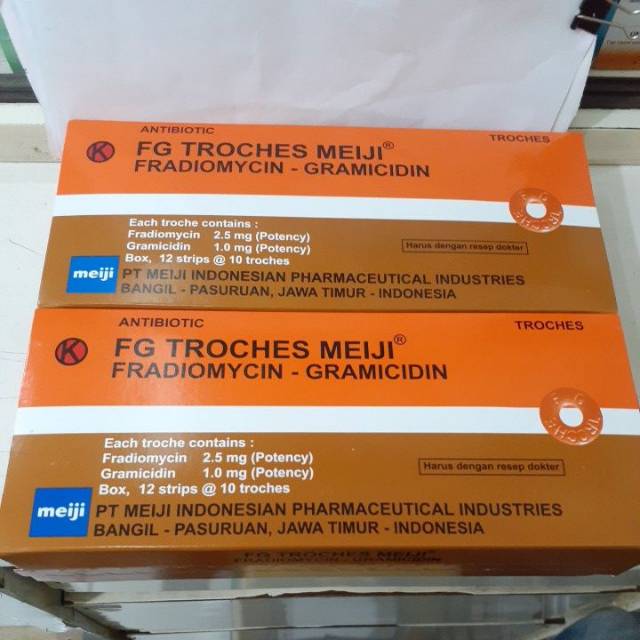 ANTIBIOTIC
TROCHES
K
FG TROCHES MEIJI®
FRADIOMYCIN - GRAMICIDIN
Each troche contains :
Fradiomycin 2.5 mg (Potency)
Gramicidin 1.0 mg (Potency)
Box, 12 strips @ 10 troches
Harus dengan resep dokter
meiji
PT MEIJI INDONESIAN PHARMACEUTICAL INDUSTRIES
BANGIL - PASURUAN, JAWA TIMUR - INDONESIA
ANTIBIOTIC
TROCHES
K
FG TROCHES MEIJI®
FRADIOMYCIN - GRAMICIDIN
Each troche contains :
Fradiomycin 2.5 mg (Potency)
Gramicidin 1.0 mg (Potency)
Box, 12 strips @ 10 troches
Harus dengan resep dokter
meiji
PT MEIJI INDONESIAN PHARMACEUTICAL INDUSTRIES
BANGIL - PASURUAN, JAWA TIMUR - INDONESIA
FG TROCHES MEIJI®
FRADIOMYCIN - GRAMICIDIN